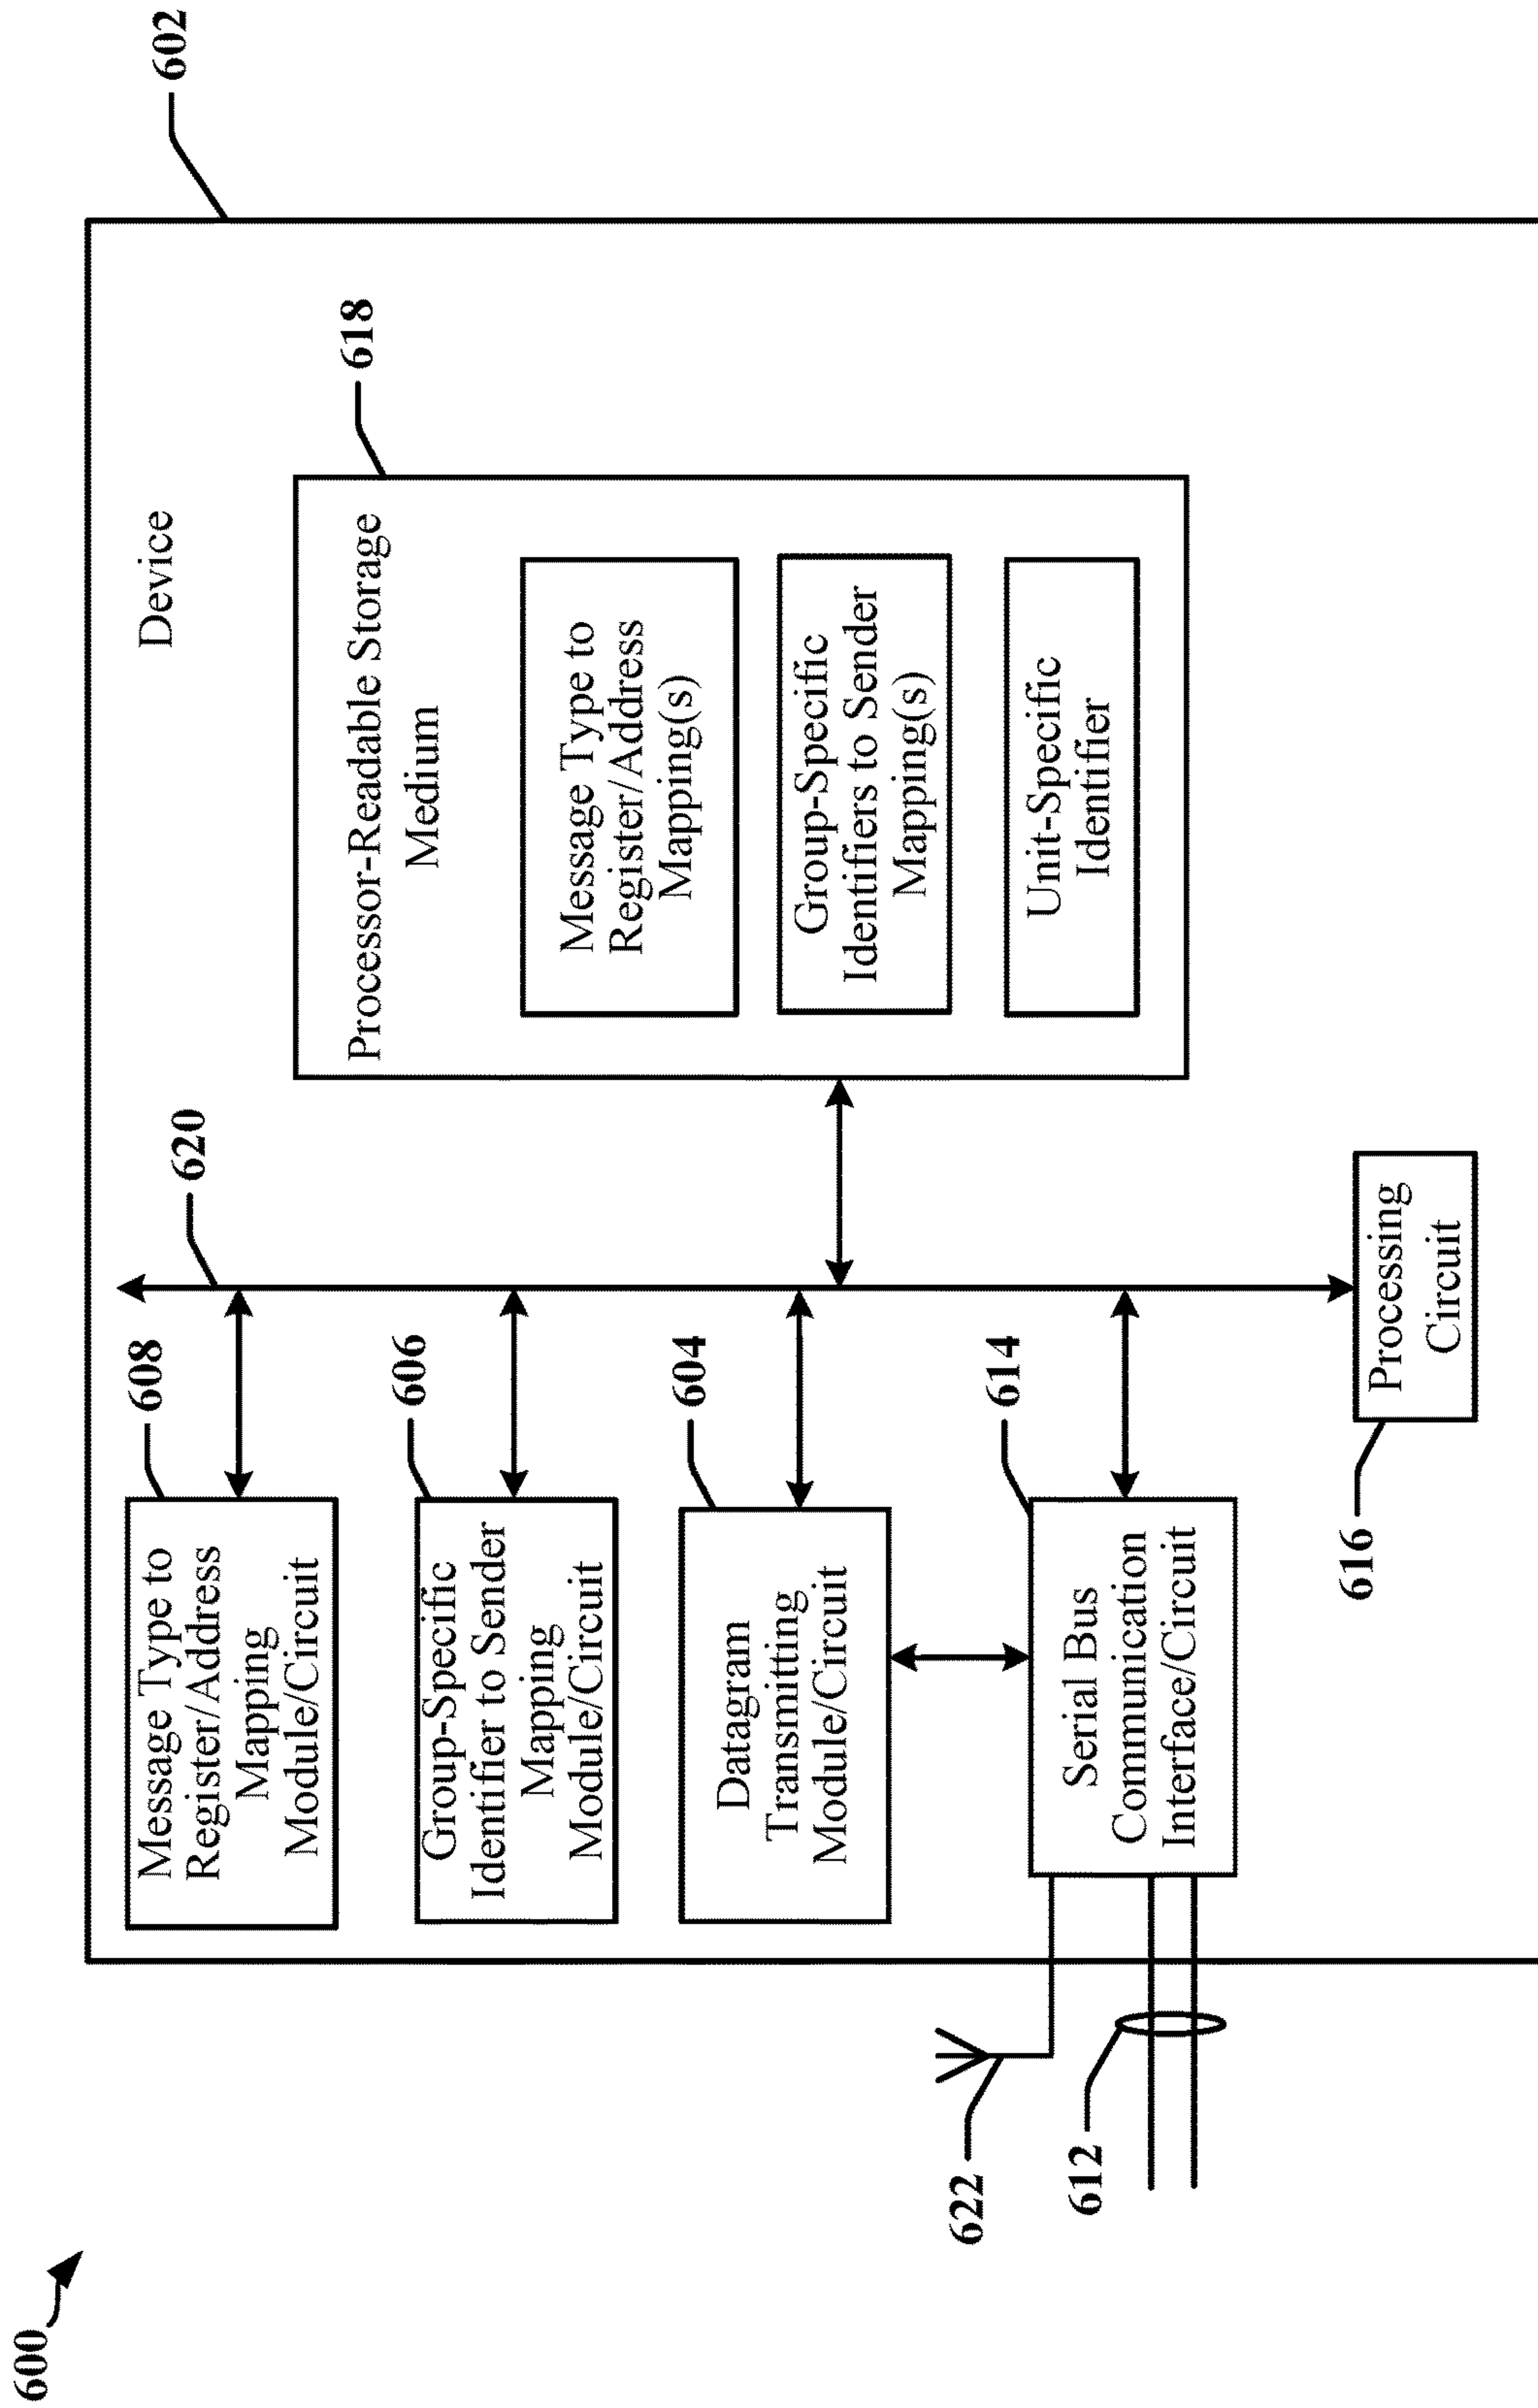 600
602
Device
608
Message Type to
Register/Address
Mapping
Module/Circuit
620
618
Processor-Readable Storage
Medium
Message Type to
Register/Address
Mapping(s)
606
Group-Specific
Identifier to Sender
Mapping
Module/Circuit
Group-Specific
Identifiers to Sender
Mapping(s)
604
Datagram
Transmitting
Module/Circuit
Unit-Specific
Identifier
622
614
Serial Bus
Communication
Interface/Circuit
612
616
Processing
Circuit